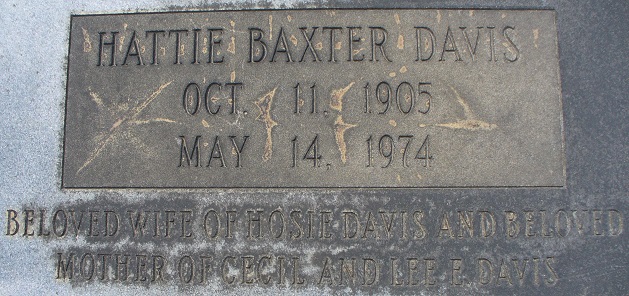 HATTIE BAXTER DAVIS
OCT. 11, 1905
MAY 14, 1974
BELOVED WIFE OF HOSIE DAVIS AND BELOVED
MOTHER OF CECIL AND LEE E. DAVIS